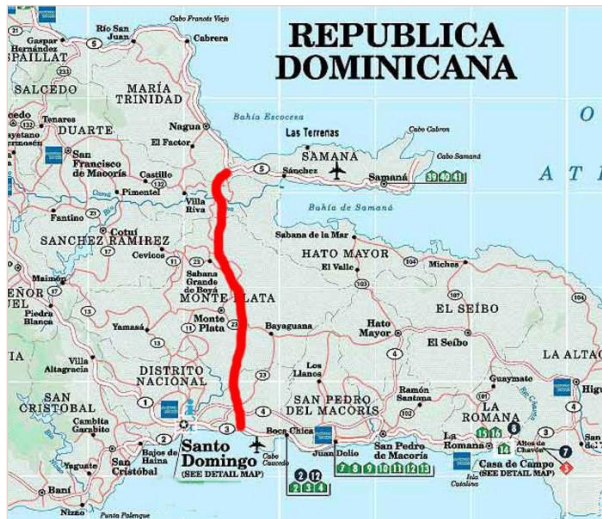 REPUBLICA
DOMINICANA
Cabo Francés Viejo
Río San
Juan
Cabrera
Gaspar
Hernández
ESPAILLAT
SALCEDO
MARÍA
TRINIDAD
Nagua
Bahía Escocesa
Las Terrenas
Cabo Cabron
Cabo Samaná
SAMANA
Sánchez
Samaná
Tenares
DUARTE
El Factor
San
Francisco
de Macorís
Castillo
Pimentel
Villa
Riva
Bahía de Samaná
Fantino
Cotuí
SANCHEZ RAMIREZ
Cevicos
Sabana
Grande
de Boyá
Sabana de la Mar
HATO MAYOR
El Valle
Miches
EL SEÍBO
Maimón
Piedra
Blanca
MONTE PLATA
Monte
Plata
Yamasá
Bayaguana
Hato
Mayor
El Seíbo
Villa
Altagracia
DISTRITO
NACIONAL
Los
Llanos
SAN PEDRO
DEL MACORIS
Ramón
Santana
Guaymate
LA ALTAG
SAN
CRISTOBAL
Cambita
Garabito
LA
ROMANA
Bajos de
Haina
Santo
Domingo
(SEE DETAIL MAP)
Boca Chica
Cabo
Caucedo
Juan Dolio
San Pedro
de Macorís
La
Romana
Altos de
Chavón
Casa de Campo
(SEE DETAIL MAP)
Isla
Catalina
Yaguate
San
Cristóbal
Baní
Nizao
Punta Palenque